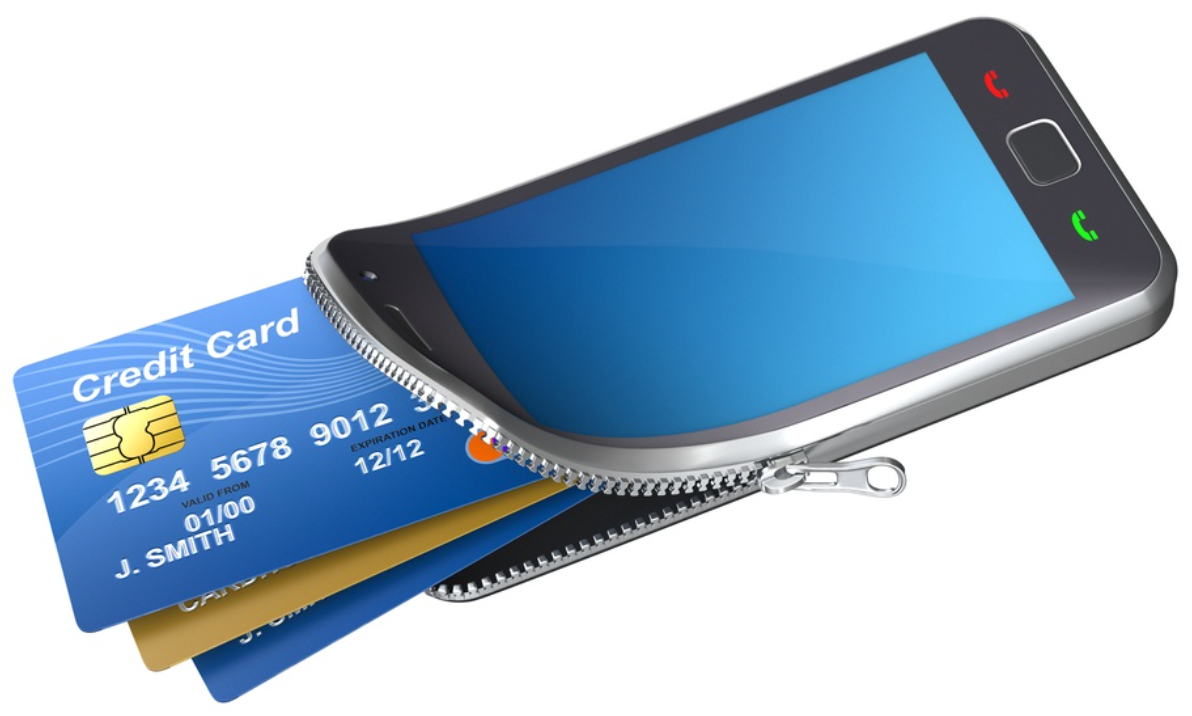 Credit Card
1234 5678 9012
EXPIRATION DATE
12/12
VALID FROM
01/00
J. SMITH